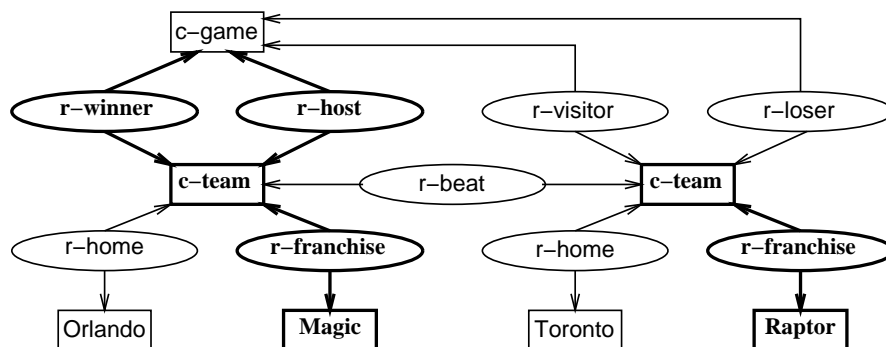 c-game
r-winner
r-host
r-visitor
r-loser
c-team
r-beat
c-team
r-home
r-franchise
r-home
r-franchise
Orlando
Magic
Toronto
Raptor